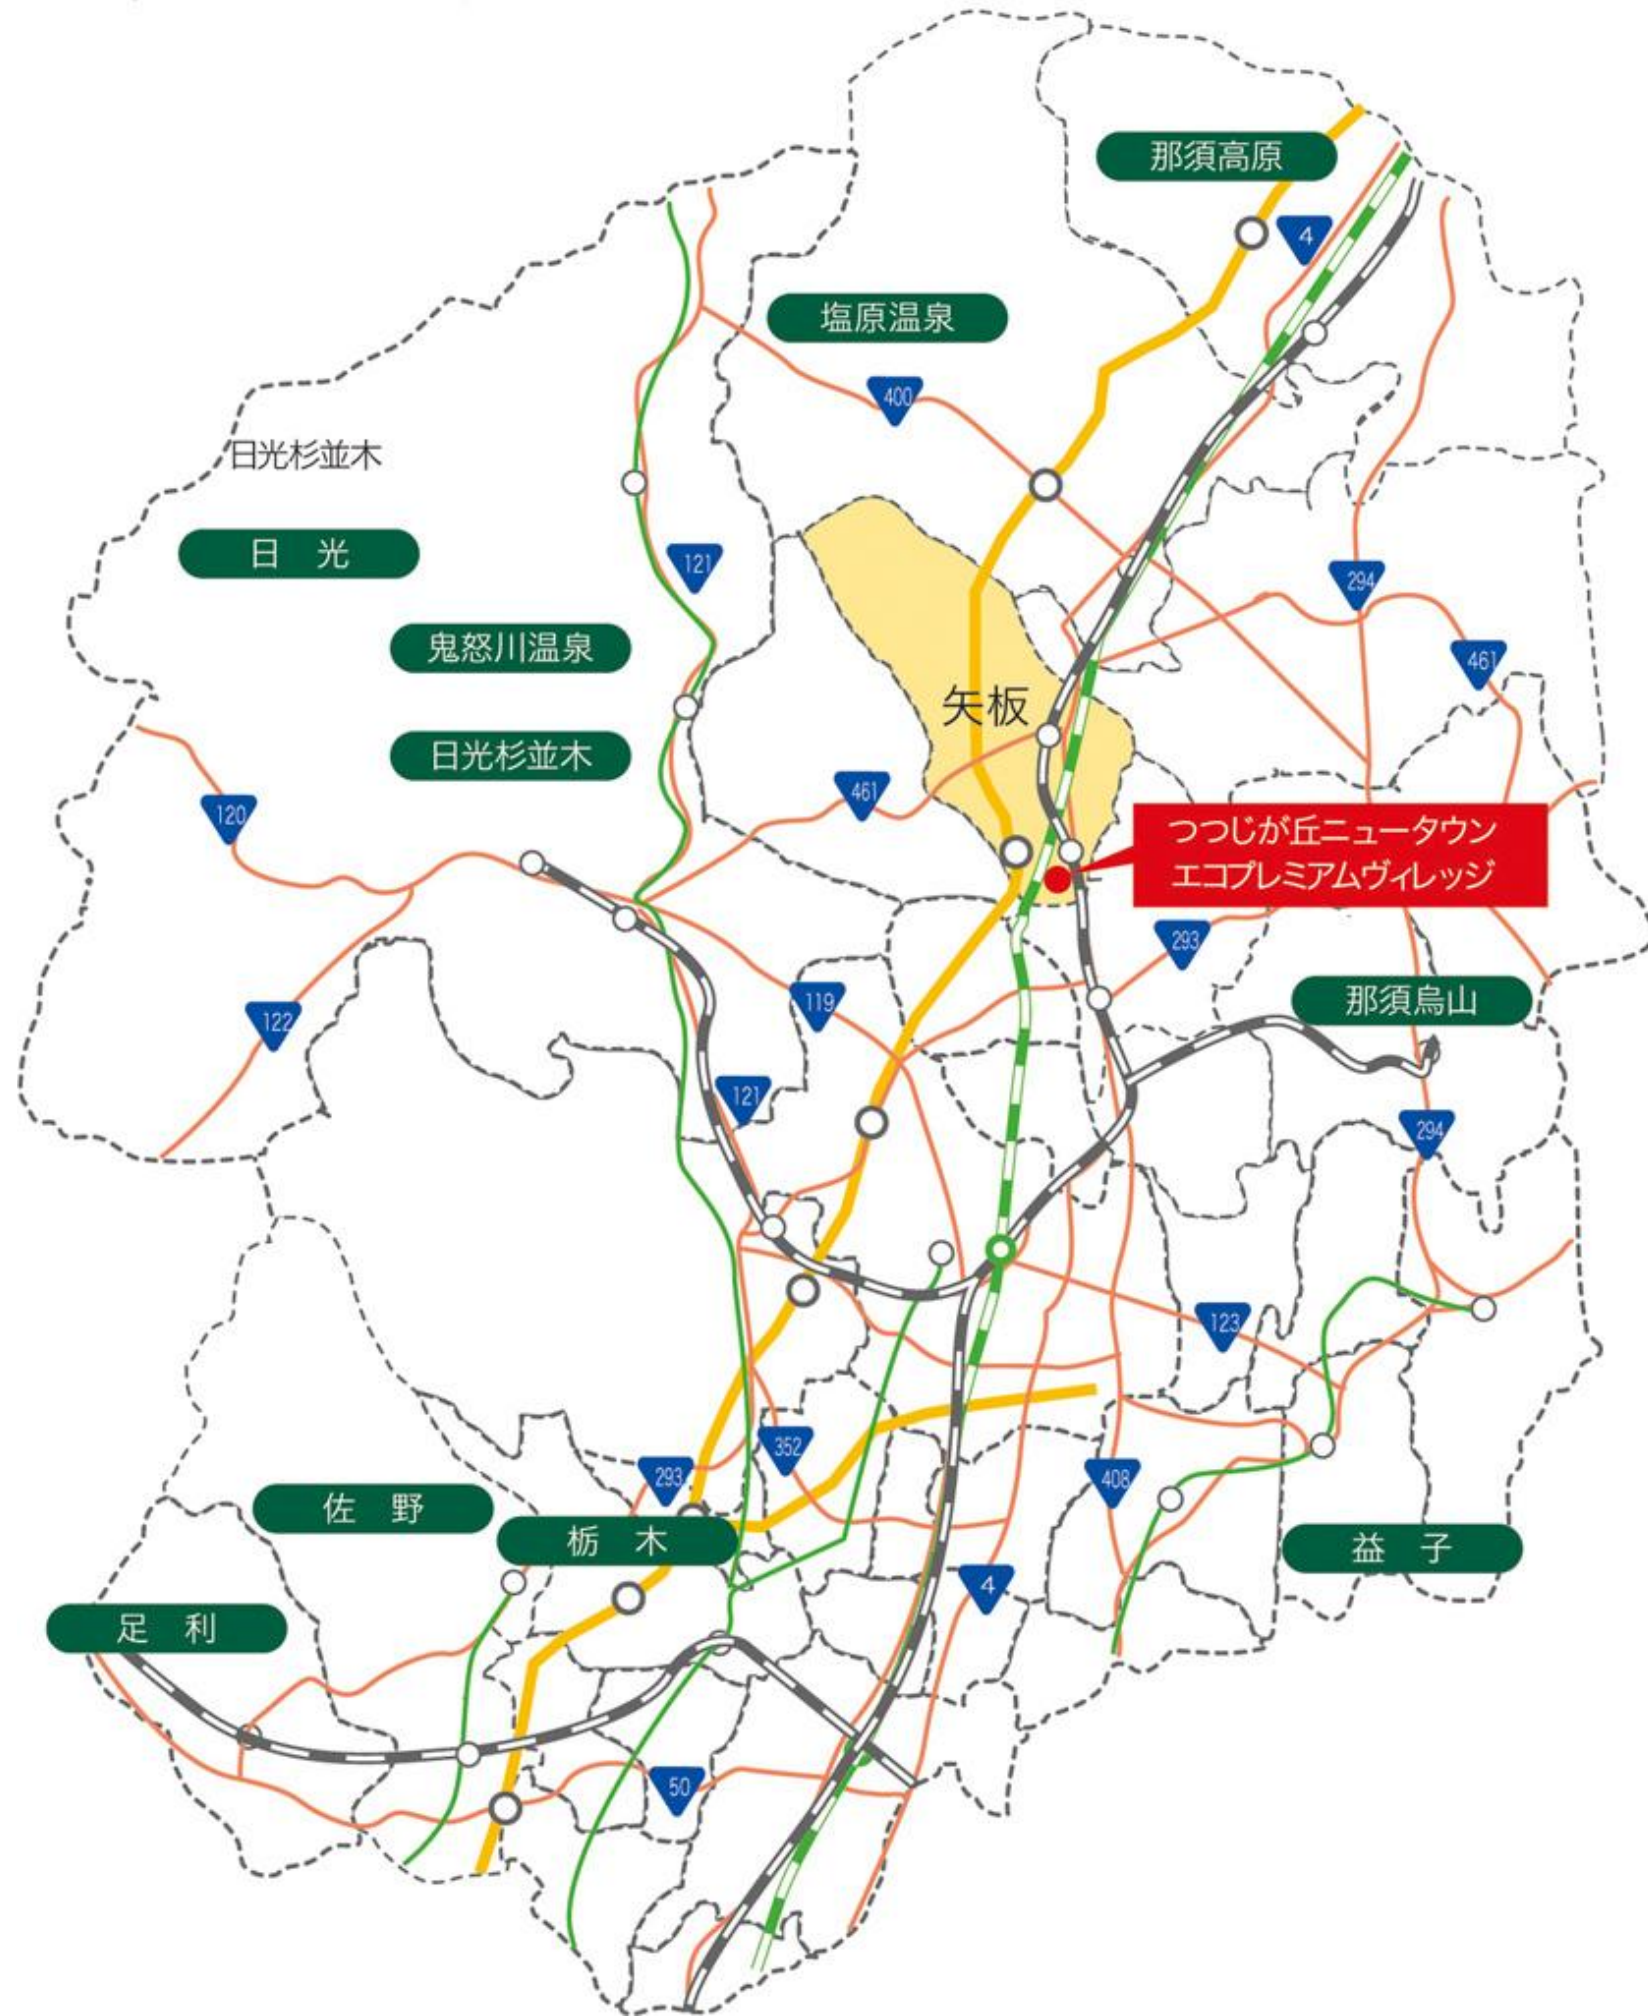 那須高原
4
塩原温泉
400
日光杉並木
日 光
121
294
鬼怒川温泉
461
矢板
日光杉並木
461
120
つつじが丘ニュータウン
エコプレミアムヴィレッジ
293
那須烏山
119
122
121
294
123
352
293
408
佐 野
栃 木
益 子
4
足 利
50